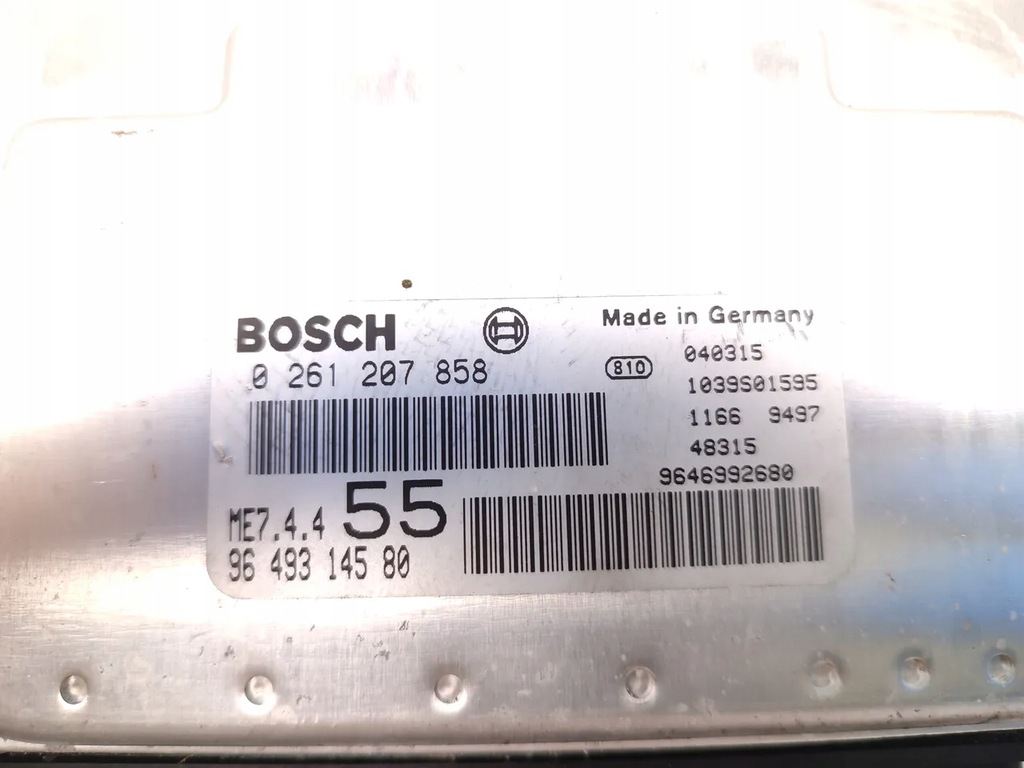 BOSCH
Made in Germany
0 261 207 858
810
040315
1039S01595
1166 9497
48315
9646992680
ME7.4.4 55
96 493 145 80